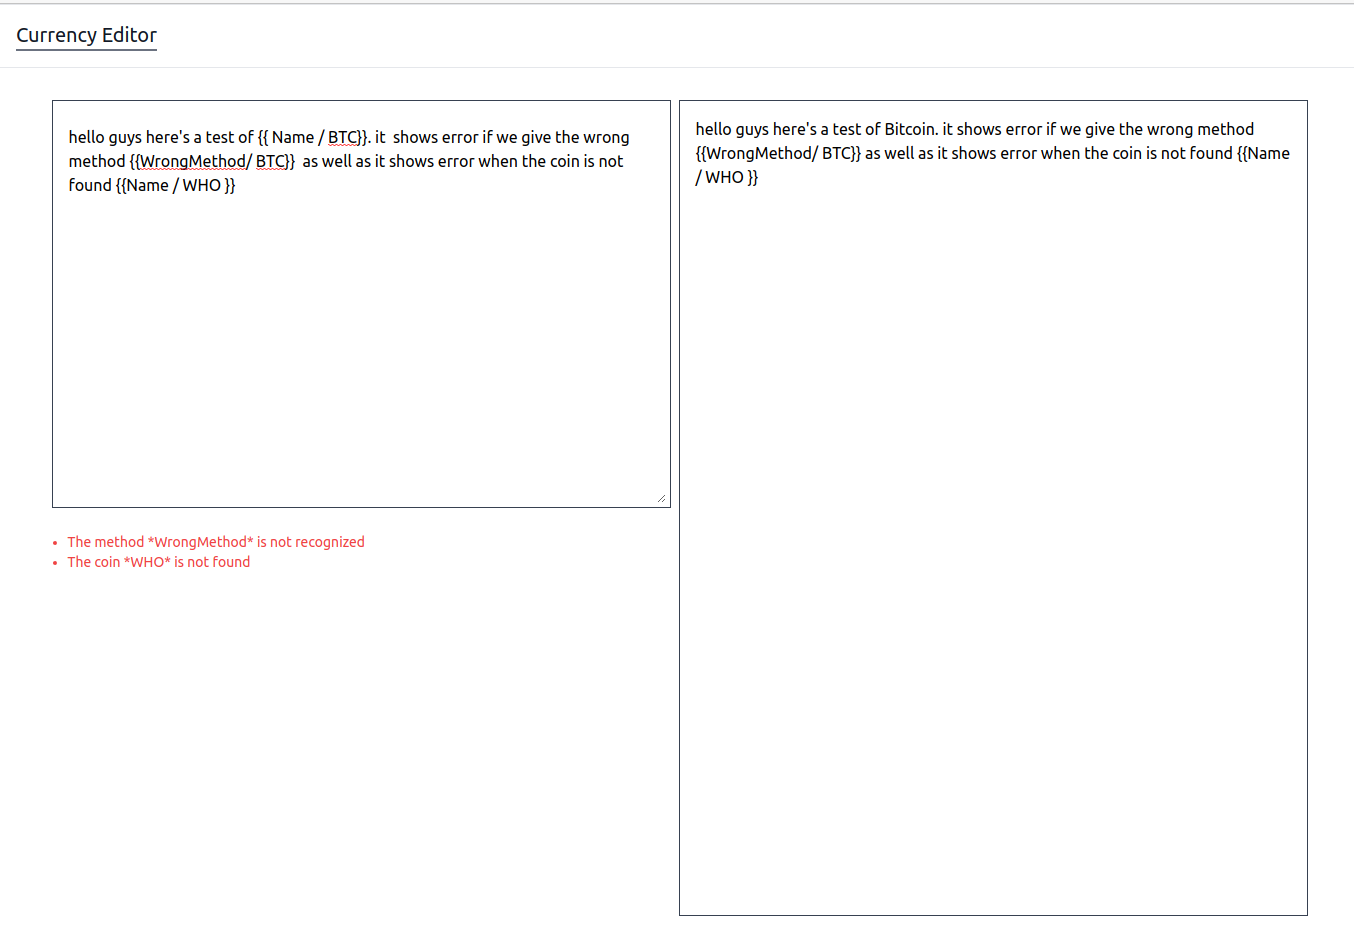 Currency Editor
hello guys here's a test of {{ Name / BTC}}. it  shows error if we give the wrong
method {{WrongMethod/ BTC}}  as well as it shows error when the coin is not
found {{Name / WHO }}
hello guys here's a test of Bitcoin. it shows error if we give the wrong method
{{WrongMethod/ BTC}} as well as it shows error when the coin is not found {{Name
/ WHO }}
• The method *WrongMethod* is not recognized
• The coin *WHO* is not found